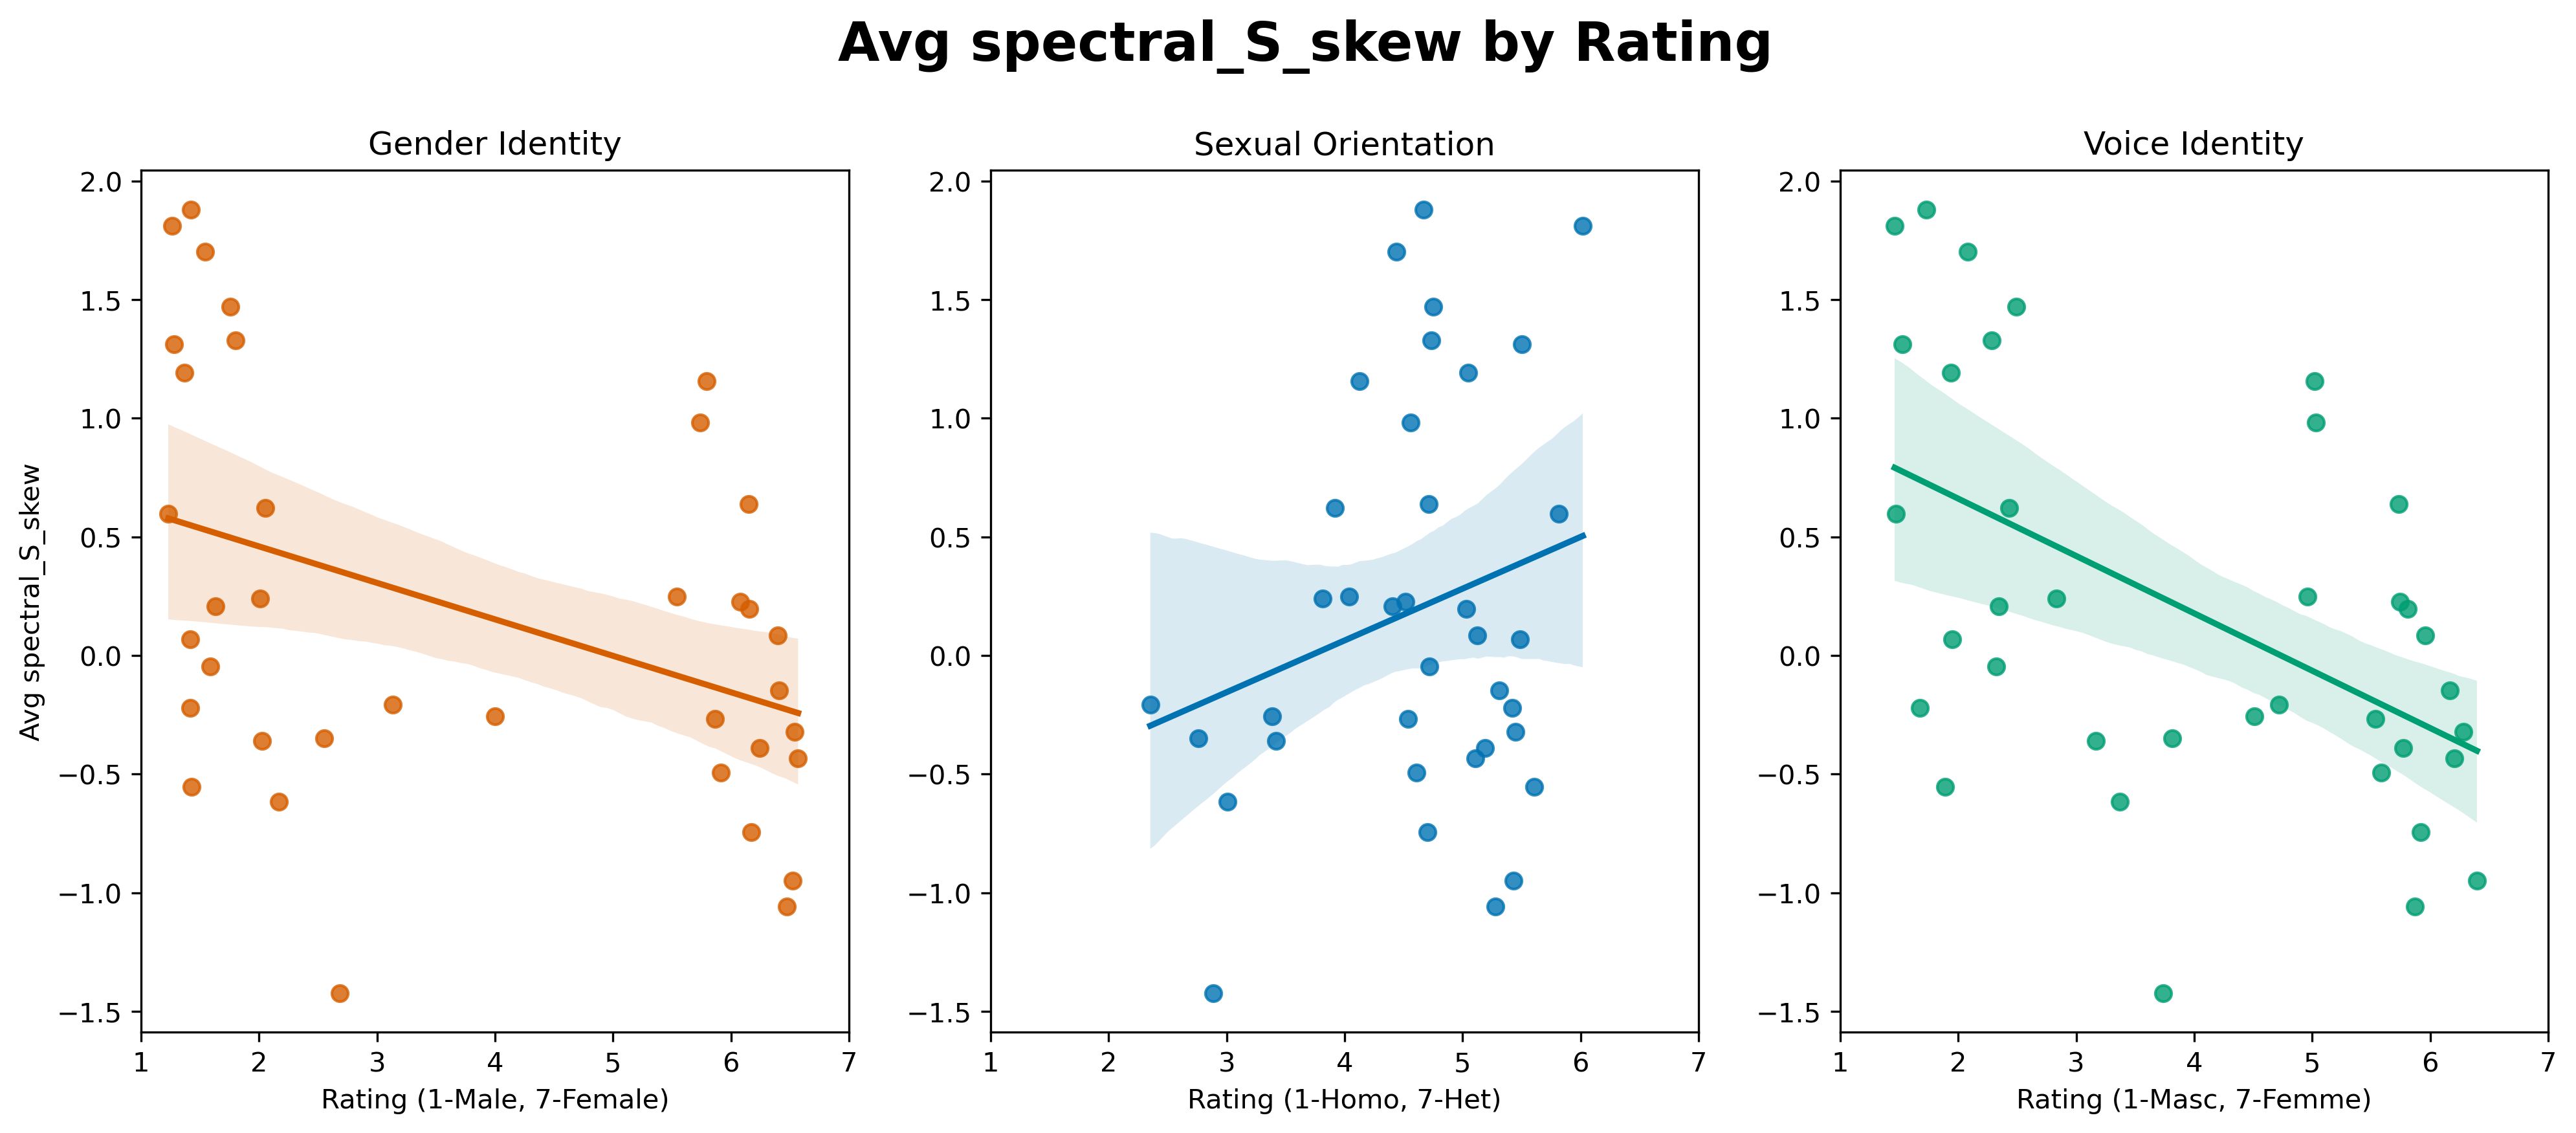 Avg spectral_S_skew by Rating
Gender Identity
Sexual Orientation
Voice Identity
Avg spectral_S_skew
2.0
1.5
1.0
0.5
0.0
−0.5
−1.0
−1.5
1 2 3 4 5 6 7
Rating (1-Male, 7-Female)
2.0
1.5
1.0
0.5
0.0
−0.5
−1.0
−1.5
1 2 3 4 5 6 7
Rating (1-Homo, 7-Het)
2.0
1.5
1.0
0.5
0.0
−0.5
−1.0
−1.5
1 2 3 4 5 6 7
Rating (1-Masc, 7-Femme)